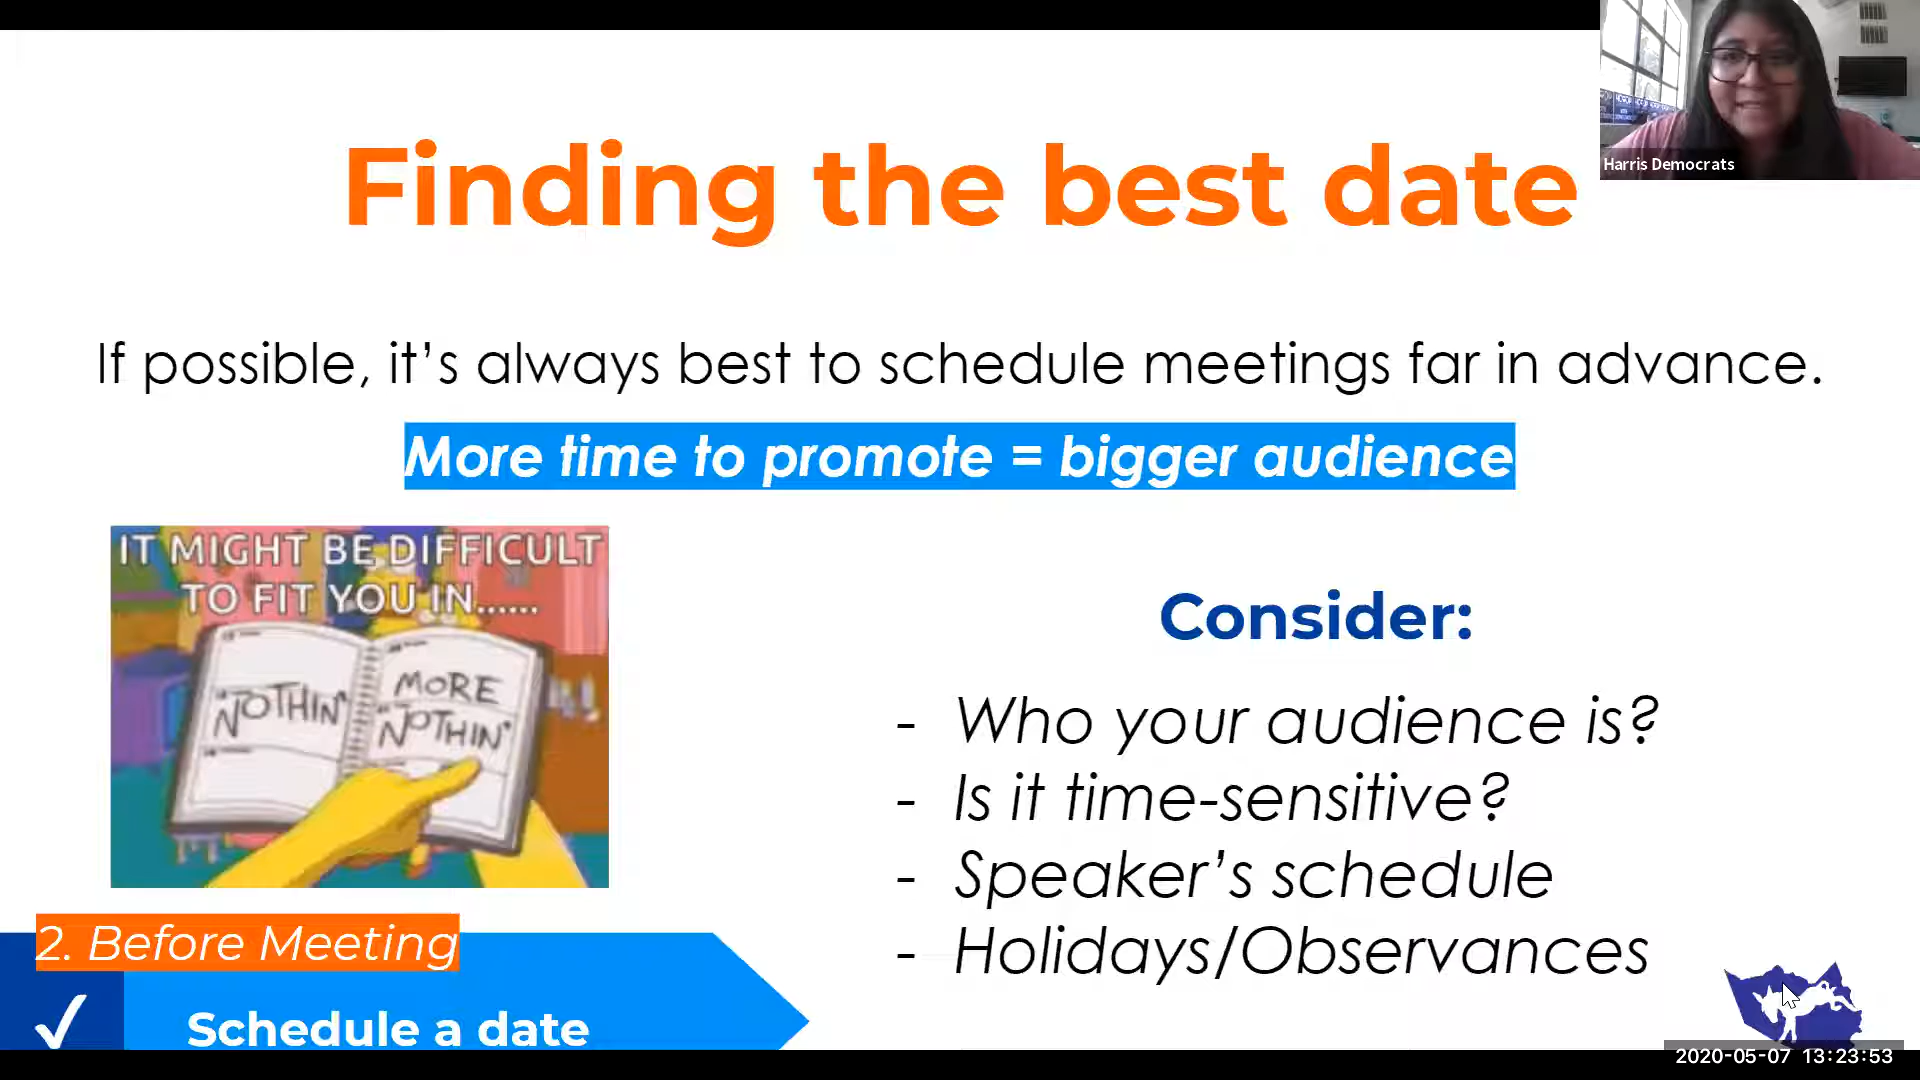 Finding the best date
Harris Democrats
If possible, it’s always best to schedule meetings far in advance.
More time to promote = bigger audience
IT MIGHT BE DIFFICULT
TO FIT YOU IN......
"NOTHIN"
MORE
"NOTHIN"
Consider:
- Who your audience is?
- Is it time-sensitive?
- Speaker’s schedule
- Holidays/Observances
2. Before Meeting
✓ Schedule a date
2020-05-07 13:23:53